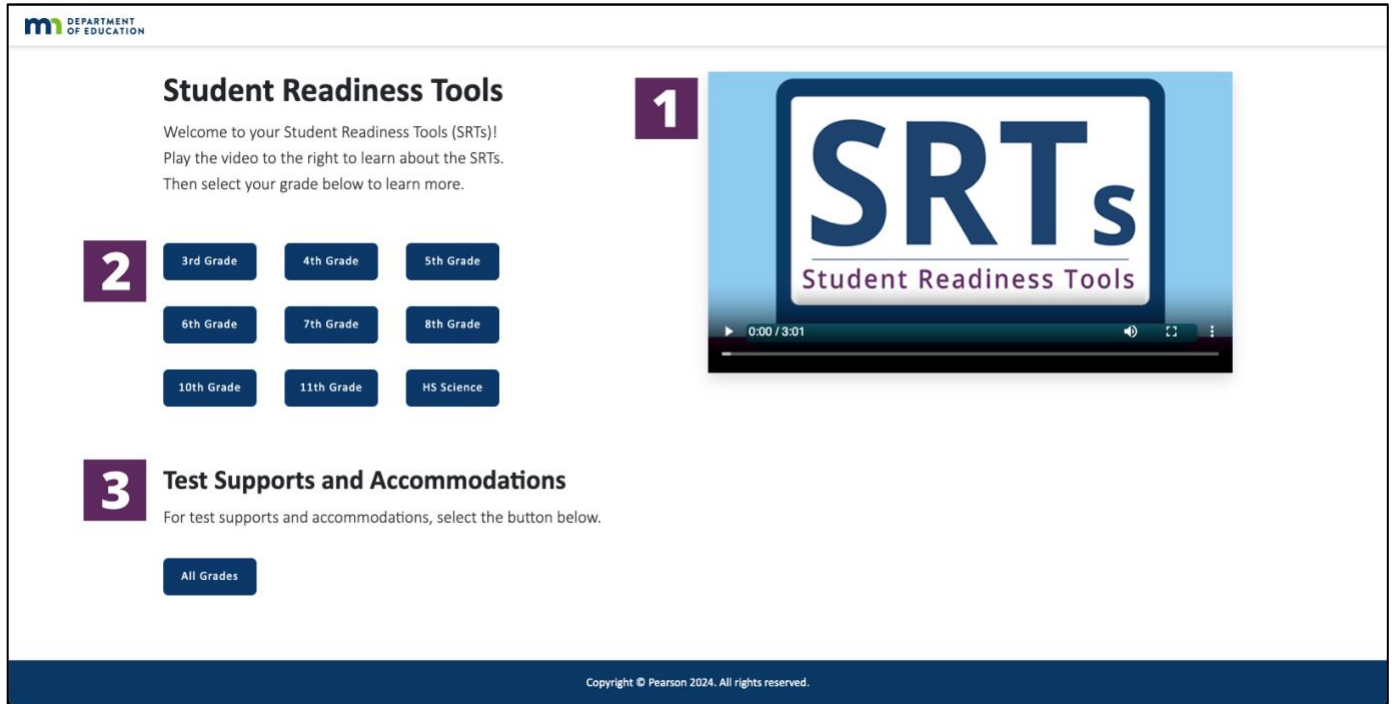 DEPARTMENT
OF EDUCATION
Student Readiness Tools
Welcome to your Student Readiness Tools (SRTs)!
Play the video to the right to learn about the SRTs.
Then select your grade below to learn more.
1
SRTs
Student Readiness Tools
0:00 / 3:01
2
3rd Grade 4th Grade 5th Grade
6th Grade 7th Grade 8th Grade
10th Grade 11th Grade HS Science
3
Test Supports and Accommodations
For test supports and accommodations, select the button below.
All Grades
Copyright © Pearson 2024. All rights reserved.